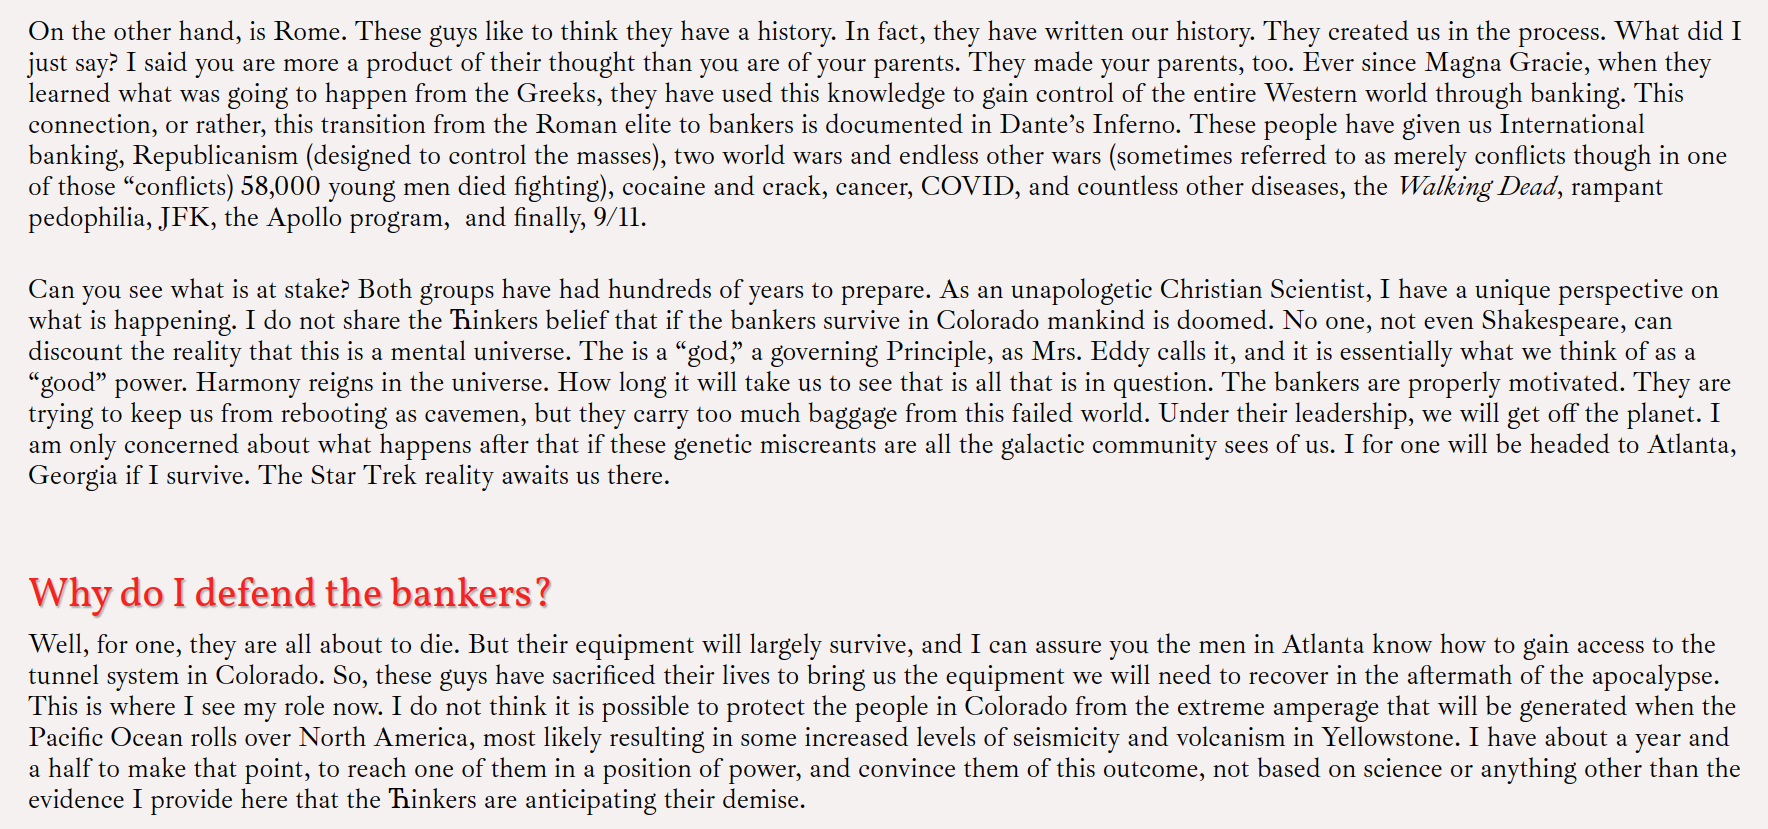 On the other hand, is Rome. These guys like to think they have a history. In fact, they have written our history. They created us in the process. What did I
just say? I said you are more a product of their thought than you are of your parents. They made your parents, too. Ever since Magna Gracie, when they
learned what was going to happen from the Greeks, they have used this knowledge to gain control of the entire Western world through banking. This
connection, or rather, this transition from the Roman elite to bankers is documented in Dante’s Inferno. These people have given us International
banking, Republicanism (designed to control the masses), two world wars and endless other wars (sometimes referred to as merely conflicts though in one
of those “conflicts) 58,000 young men died fighting), cocaine and crack, cancer, COVID, and countless other diseases, the Walking Dead, rampant
pedophilia, JFK, the Apollo program,  and finally, 9/11.
Can you see what is at stake? Both groups have had hundreds of years to prepare. As an unapologetic Christian Scientist, I have a unique perspective on
what is happening. I do not share the Thinkers belief that if the bankers survive in Colorado mankind is doomed. No one, not even Shakespeare, can
discount the reality that this is a mental universe. The is a “god,” a governing Principle, as Mrs. Eddy calls it, and it is essentially what we think of as a
“good” power. Harmony reigns in the universe. How long it will take us to see that is all that is in question. The bankers are properly motivated. They are
trying to keep us from rebooting as cavemen, but they carry too much baggage from this failed world. Under their leadership, we will get off the planet. I
am only concerned about what happens after that if these genetic miscreants are all the galactic community sees of us. I for one will be headed to Atlanta,
Georgia if I survive. The Star Trek reality awaits us there.
Why do I defend the bankers?
Well, for one, they are all about to die. But their equipment will largely survive, and I can assure you the men in Atlanta know how to gain access to the
tunnel system in Colorado. So, these guys have sacrificed their lives to bring us the equipment we will need to recover in the aftermath of the apocalypse.
This is where I see my role now. I do not think it is possible to protect the people in Colorado from the extreme amperage that will be generated when the
Pacific Ocean rolls over North America, most likely resulting in some increased levels of seismicity and volcanism in Yellowstone. I have about a year and
a half to make that point, to reach one of them in a position of power, and convince them of this outcome, not based on science or anything other than the
evidence I provide here that the Thinkers are anticipating their demise.